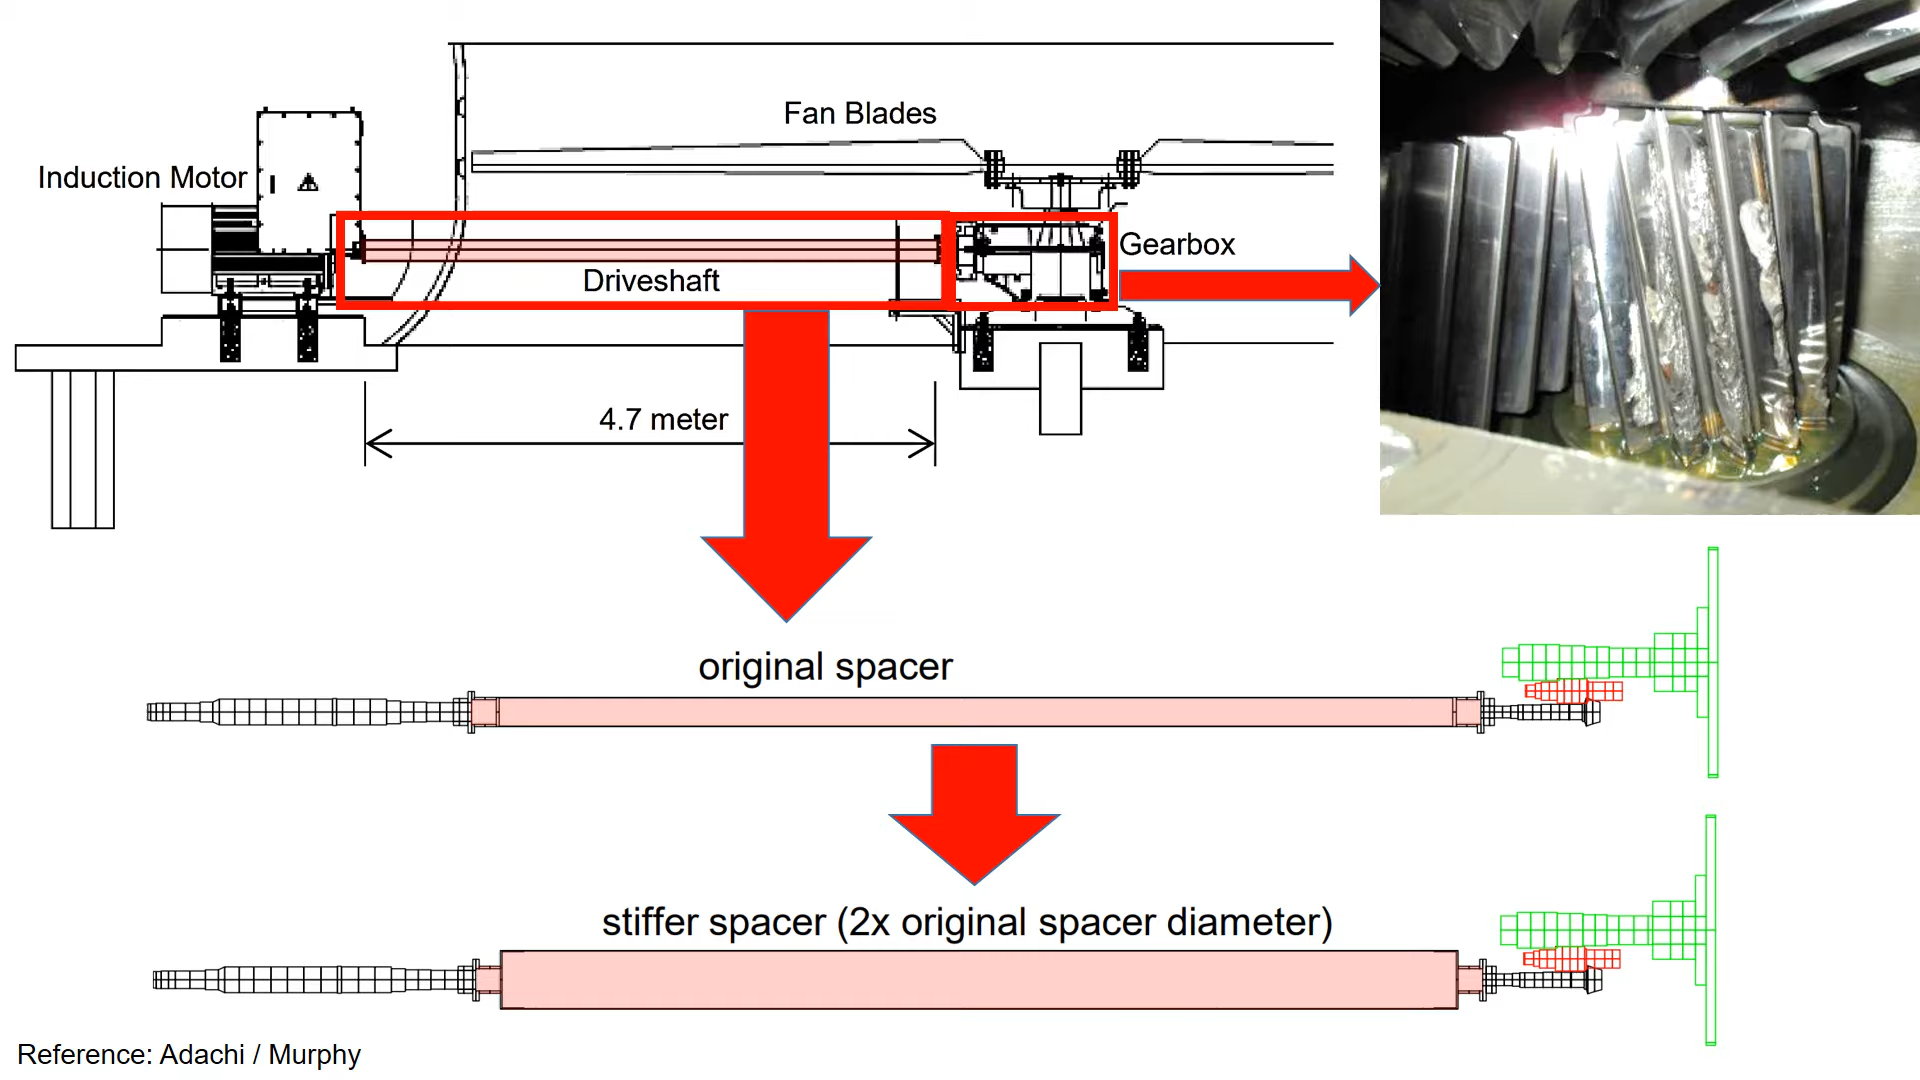 Fan Blades
Induction Motor
Gearbox
Driveshaft
4.7 meter
original spacer
stiffer spacer (2x original spacer diameter)
Reference: Adachi / Murphy